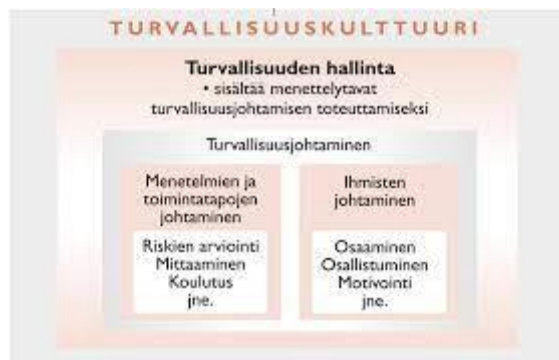 TURVALLISUUSKULTTUURI
Turvallisuuden hallinta
• sisältää menettelytavat
turvallisuusjohtamisen toteuttamiseksi
Turvallisuusjohtaminen
Menetelmien ja
toimintatapojen
johtaminen
Riskien arviointi
Mittaaminen
Koulutus
jne.
Ihmisten
johtaminen
Osaaminen
Osallistuminen
Motivointi
jne.